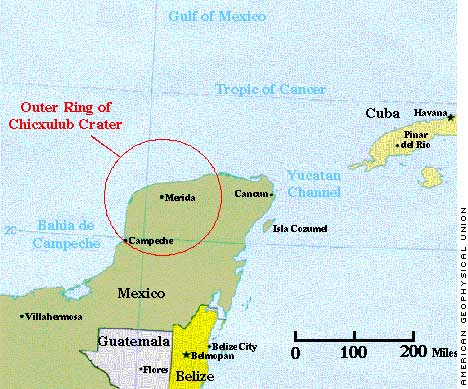 Gulf of Mexico
Tropic of Cancer
Outer Ring of
Chicxulub Crater
Cuba
Havana
Pinar
del Rio
Yucatan
Channel
Merida
Cancun
Isla Cozumel
Bahia de
Campeche
20
Campeche
Mexico
Villahermosa
Guatemala
Belize City
Belmopan
Flores
Belize
0 100 200 Miles
AMERICAN GEOPHYSICAL UNION